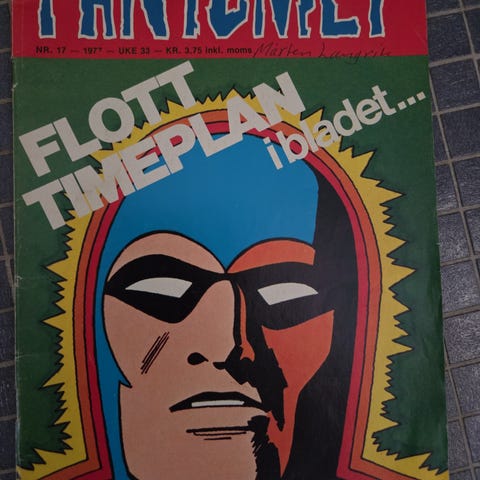 FANTOMET
NR. 17 — 1977 — UKE 33 — KR. 3.75 inkl. moms
FLOTT
TIMEPLAN
i bladet...